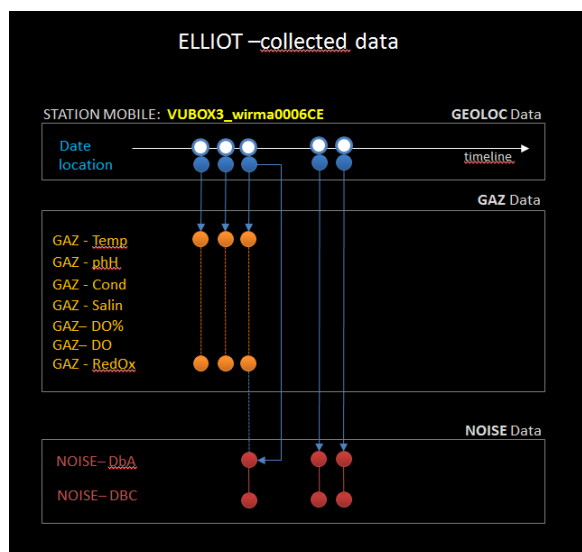 ELLIOT –collected data
STATION MOBILE: VUBOX3_wirma0006CE GEOLOC Data
Date
location
timeline
GAZ Data
GAZ - Temp
GAZ - phH
GAZ - Cond
GAZ - Salin
GAZ– DO%
GAZ– DO
GAZ - RedOx
NOISE Data
NOISE– DbA
NOISE– DBC